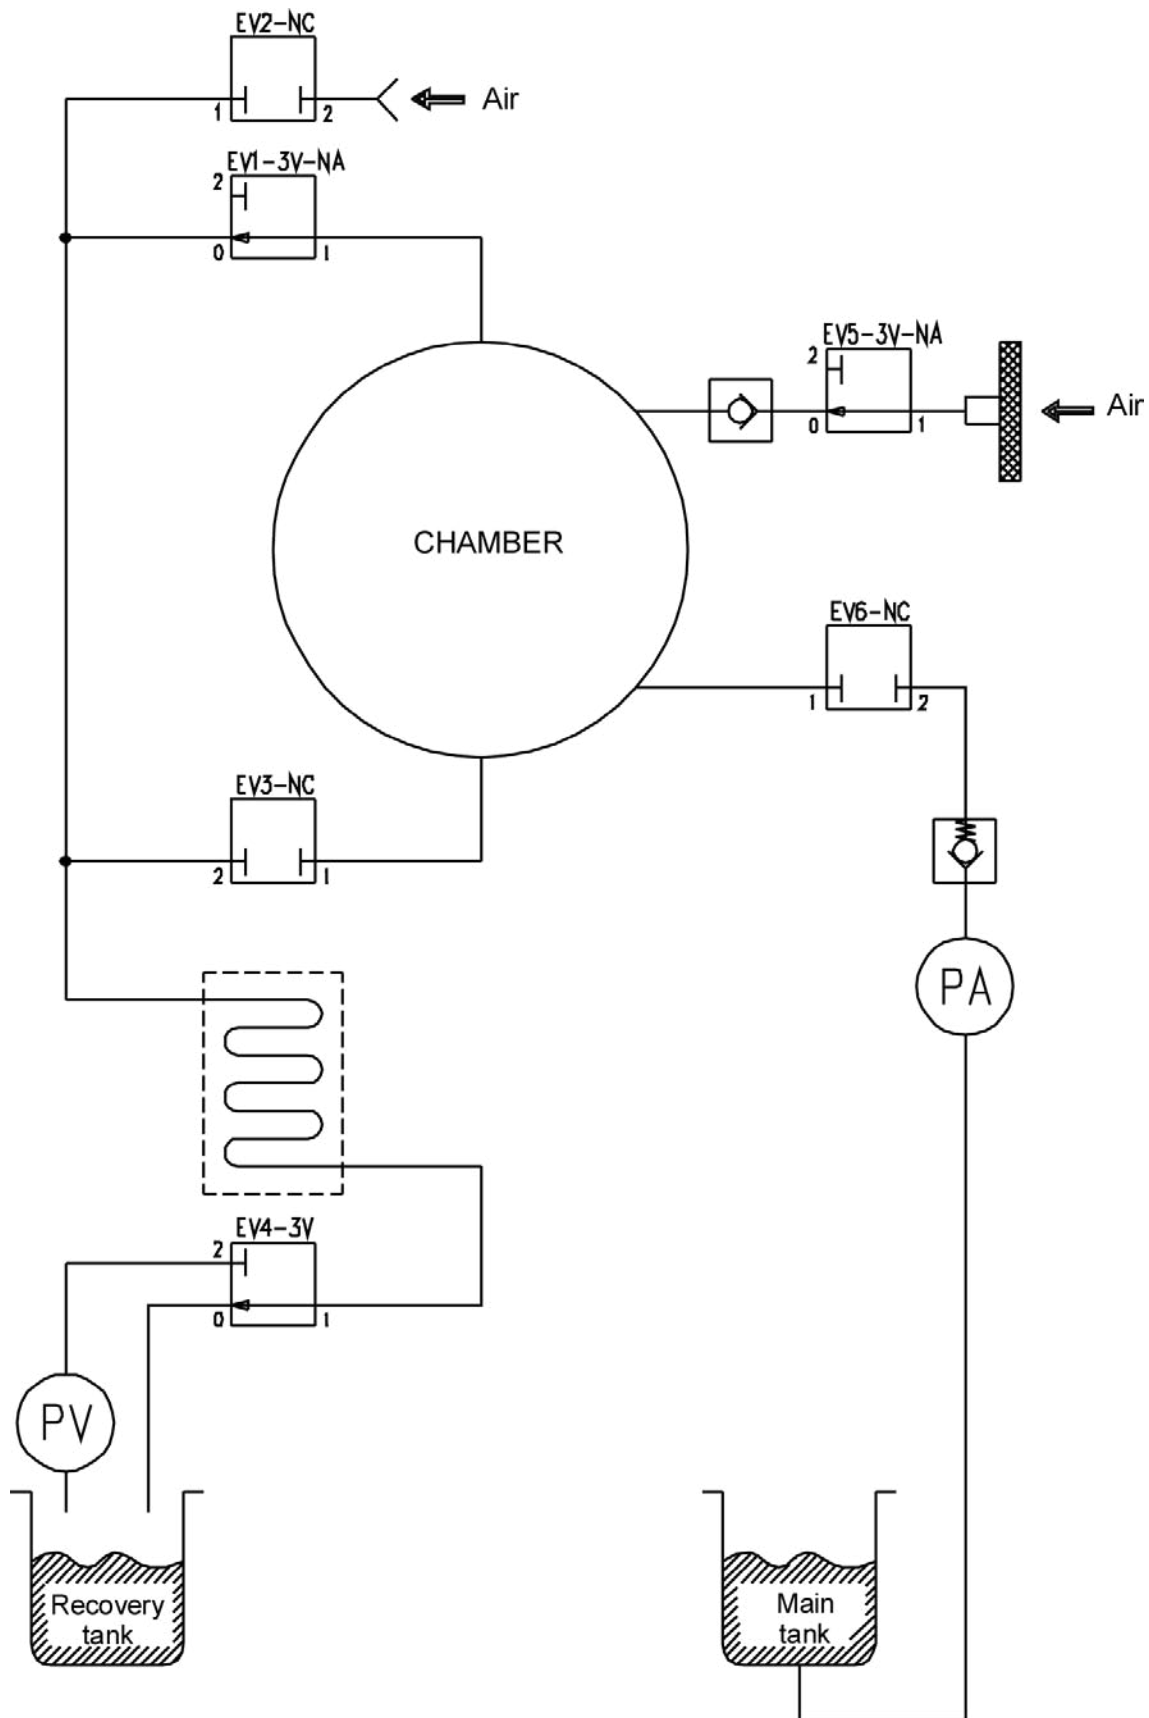 EV2-NC
1
2
Air
EV1-3V-NA
2
0
1
EV5-3V-NA
2
0
1
Air
CHAMBER
EV6-NC
1
2
EV3-NC
2
1
PA
EV4-3V
2
0
1
PV
Recovery
tank
Main
tank